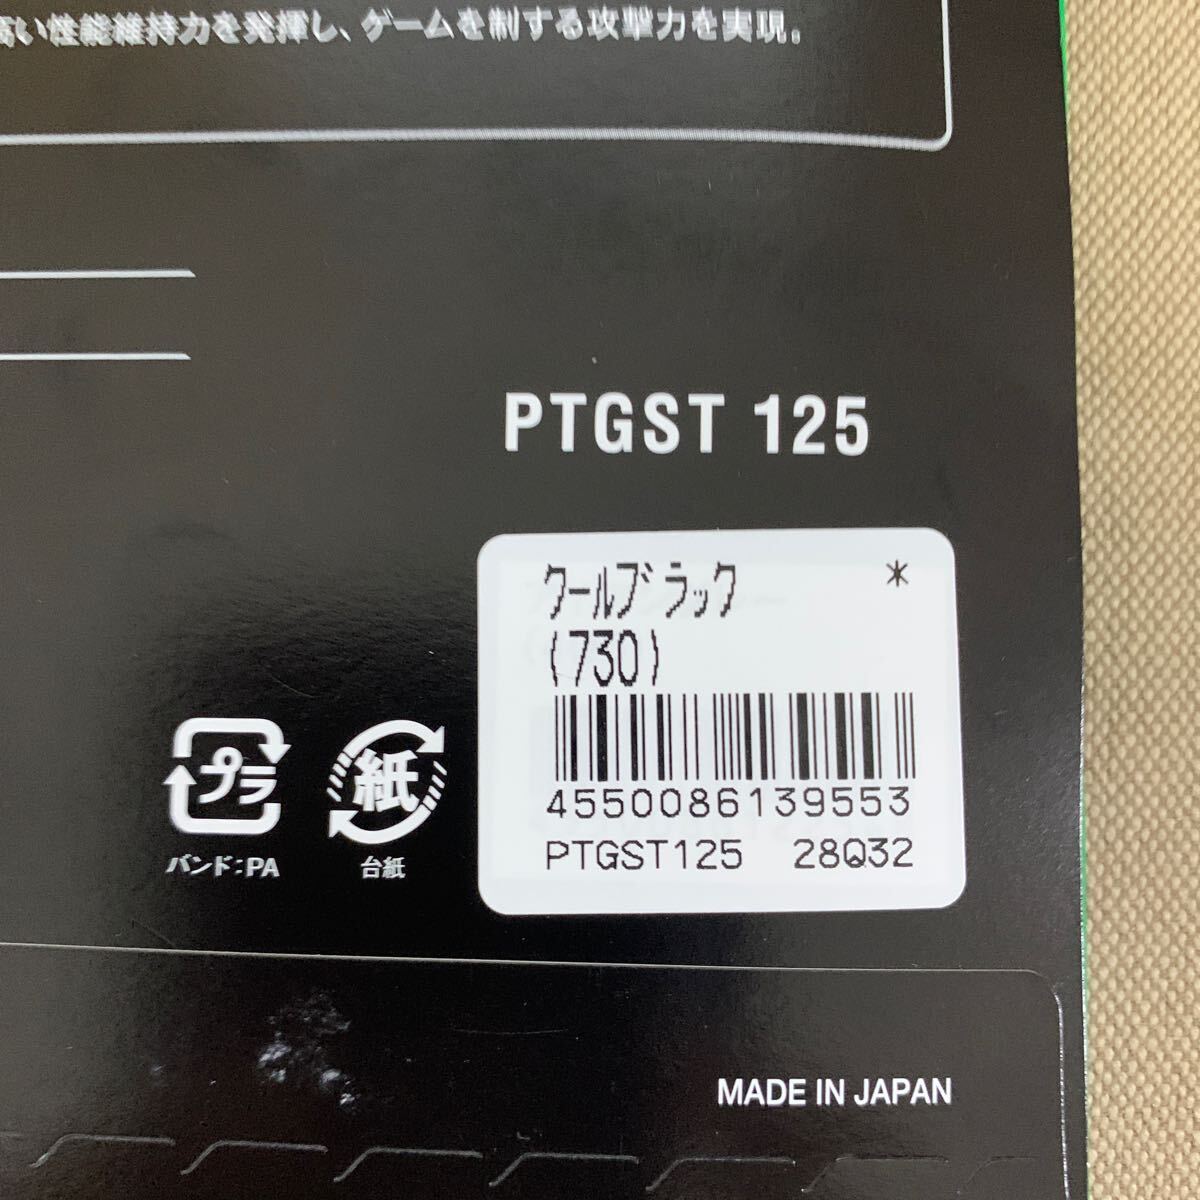 高い性能維持力を発揮し、ゲームを制する攻撃力を実現。
PTGST 125
クールブラック *
(730)
4550086139553
PTGST125 28Q32
プラ 紙
バンド:PA 台紙
MADE IN JAPAN